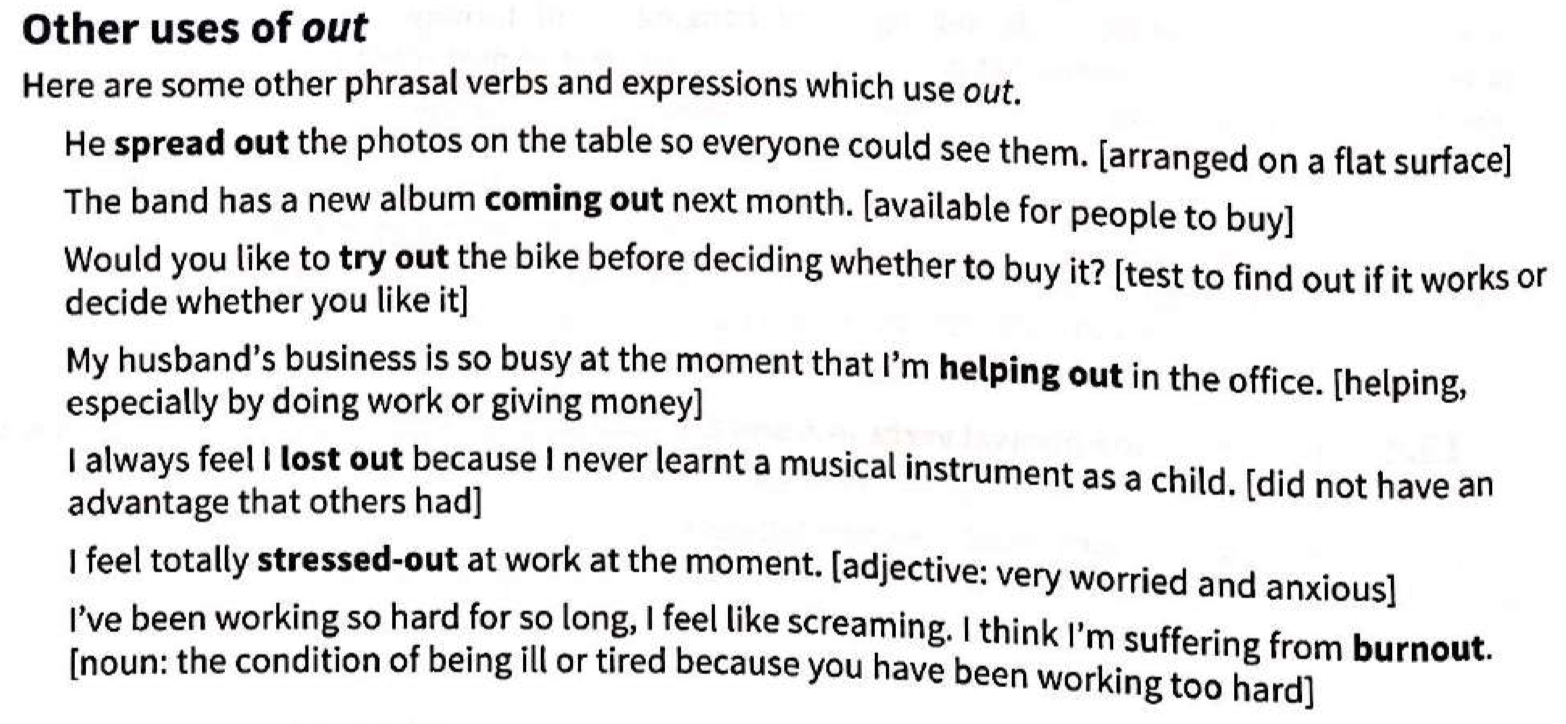 Other uses of out
Here are some other phrasal verbs and expressions which use out.
He spread out the photos on the table so everyone could see them. [arranged on a flat surface]
The band has a new album coming out next month. [available for people to buy]
Would you like to try out the bike before deciding whether to buy it? [test to find out if it works or
decide whether you like it]
My husband's business is so busy at the moment that I'm helping out in the office. [helping,
especially by doing work or giving money]
I always feel I lost out because I never learnt a musical instrument as a child. [did not have an
advantage that others had]
I feel totally stressed-out at work at the moment. [adjective: very worried and anxious]
I've been working so hard for so long, I feel like screaming. I think I'm suffering from burnout.
[noun: the condition of being ill or tired because you have been working too hard]